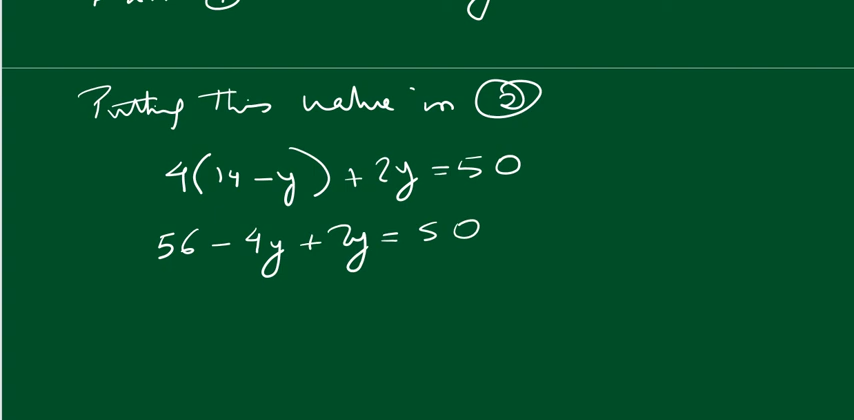 Putting this value in ②
4(14 - y) + 2y = 50
56 - 4y + 2y = 50